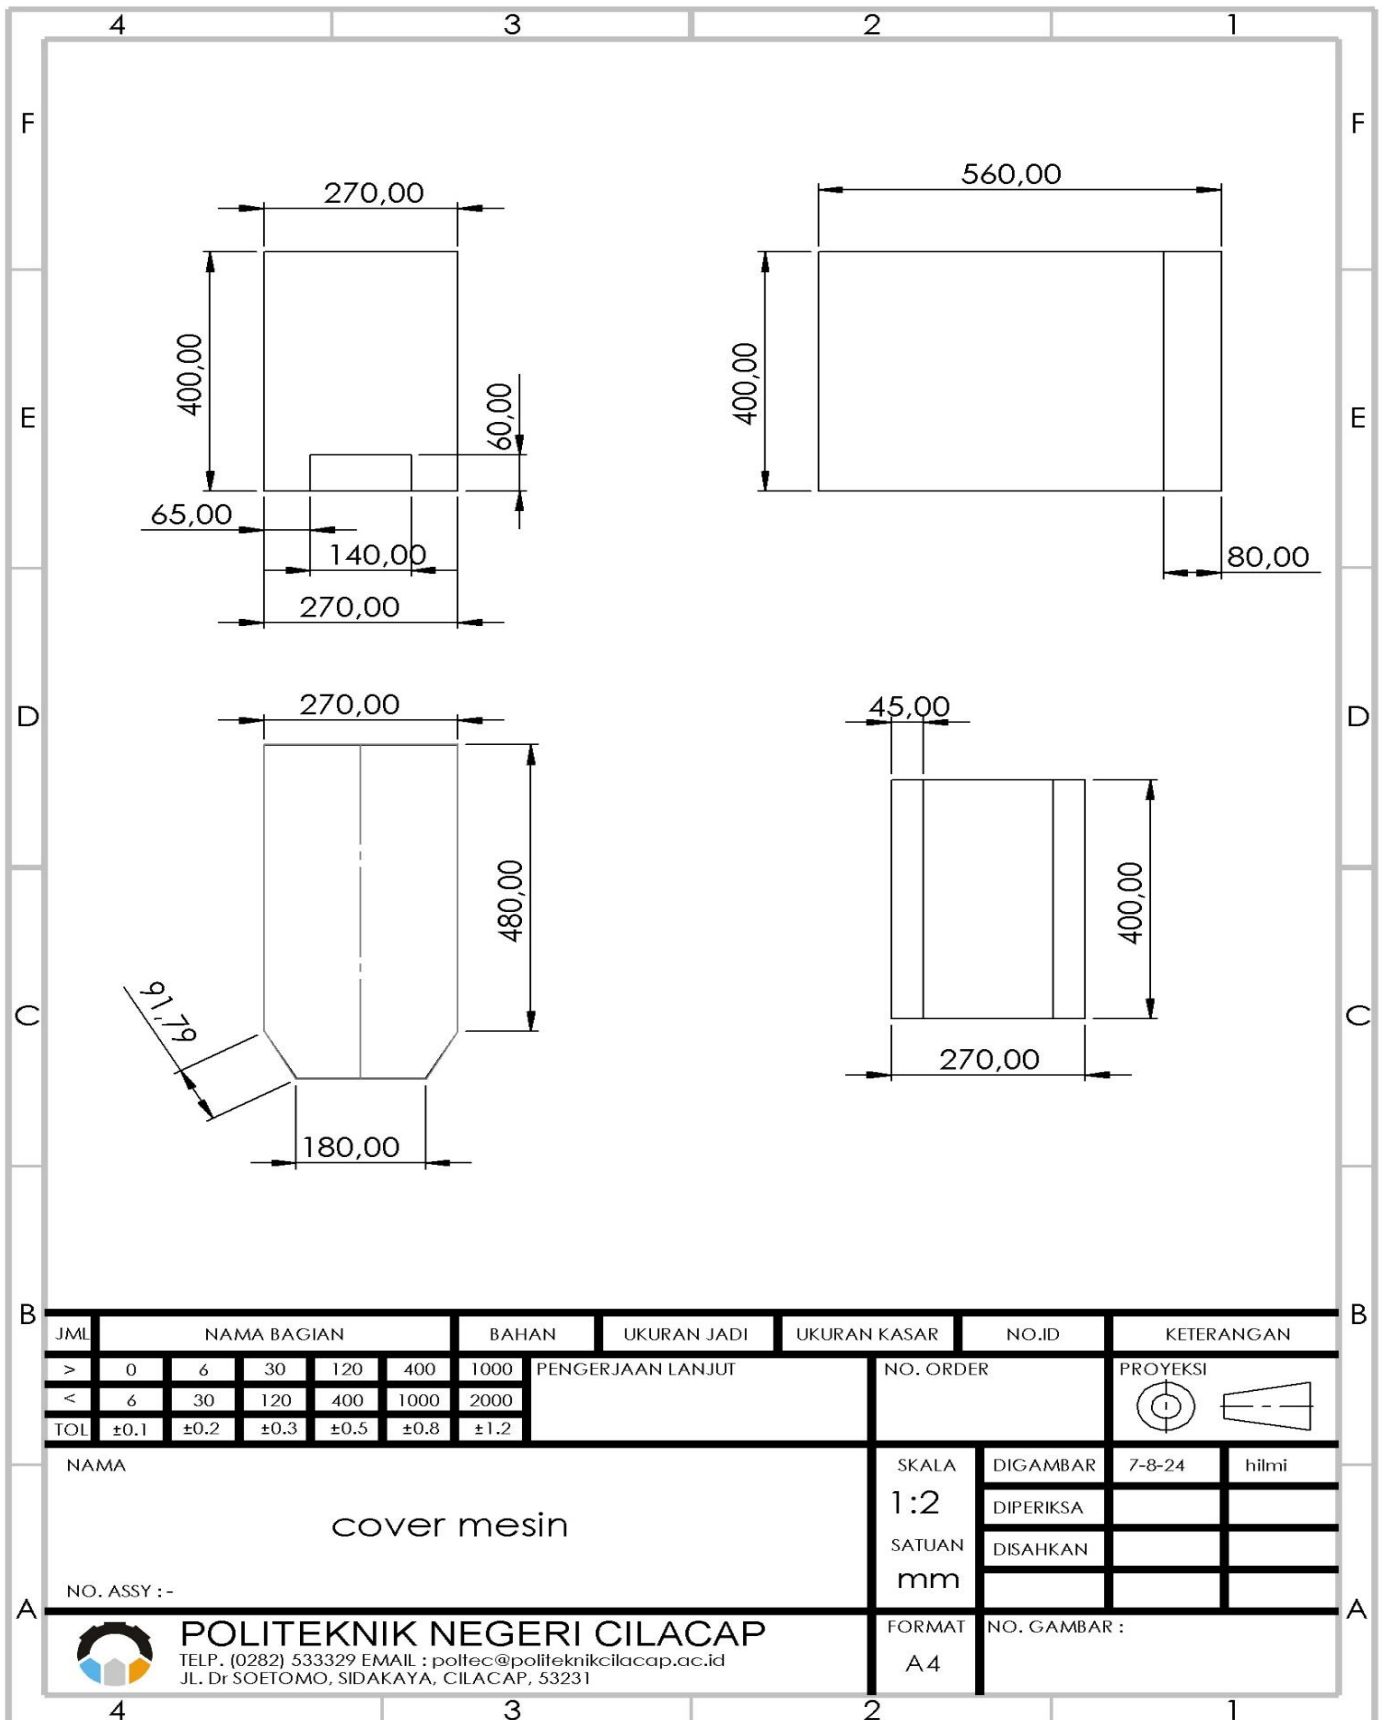 4 3 2 1
F F
560,00
270,00
400,00
400,00
60,00
E E
65,00
140,00
80,00
270,00
270,00
45,00
D D
480,00
400,00
91,79
C C
270,00
180,00
B B
JML NAMA BAGIAN BAHAN UKURAN JADI UKURAN KASAR NO.ID KETERANGAN
> 0 6 30 120 400 1000 PENGERJAAN LANJUT NO. ORDER PROYEKSI
< 6 30 120 400 1000 2000
TOL ±0.1 ±0.2 ±0.3 ±0.5 ±0.8 ±1.2
NAMA SKALA DIGAMBAR 7-8-24 hilmi
1:2 DIPERIKSA
cover mesin
SATUAN DISAHKAN
mm
NO. ASSY : -
A A
POLITEKNIK NEGERI CILACAP FORMAT NO. GAMBAR :
TELP. (0282) 533329 EMAIL : poltec@politeknikcilacap.ac.id
A4
JL. Dr SOETOMO, SIDAKAYA, CILACAP, 53231
4 3 2 1